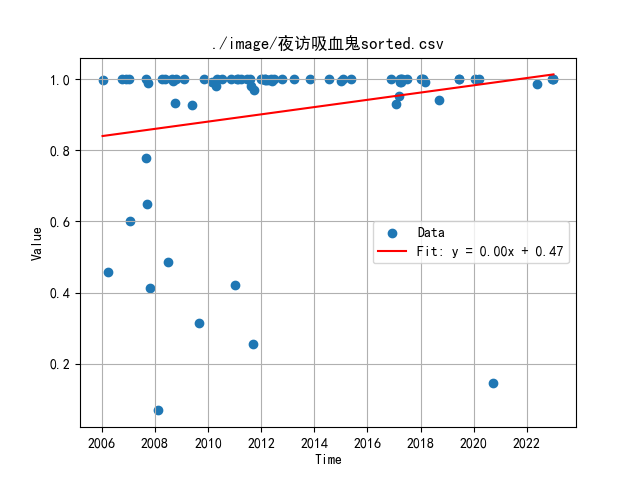 ./image/夜访吸血鬼sorted.csv
1.0
0.8
0.6
0.4
0.2
Value
Data
Fit: y = 0.00x + 0.47
2006 2008 2010 2012 2014 2016 2018 2020 2022
Time